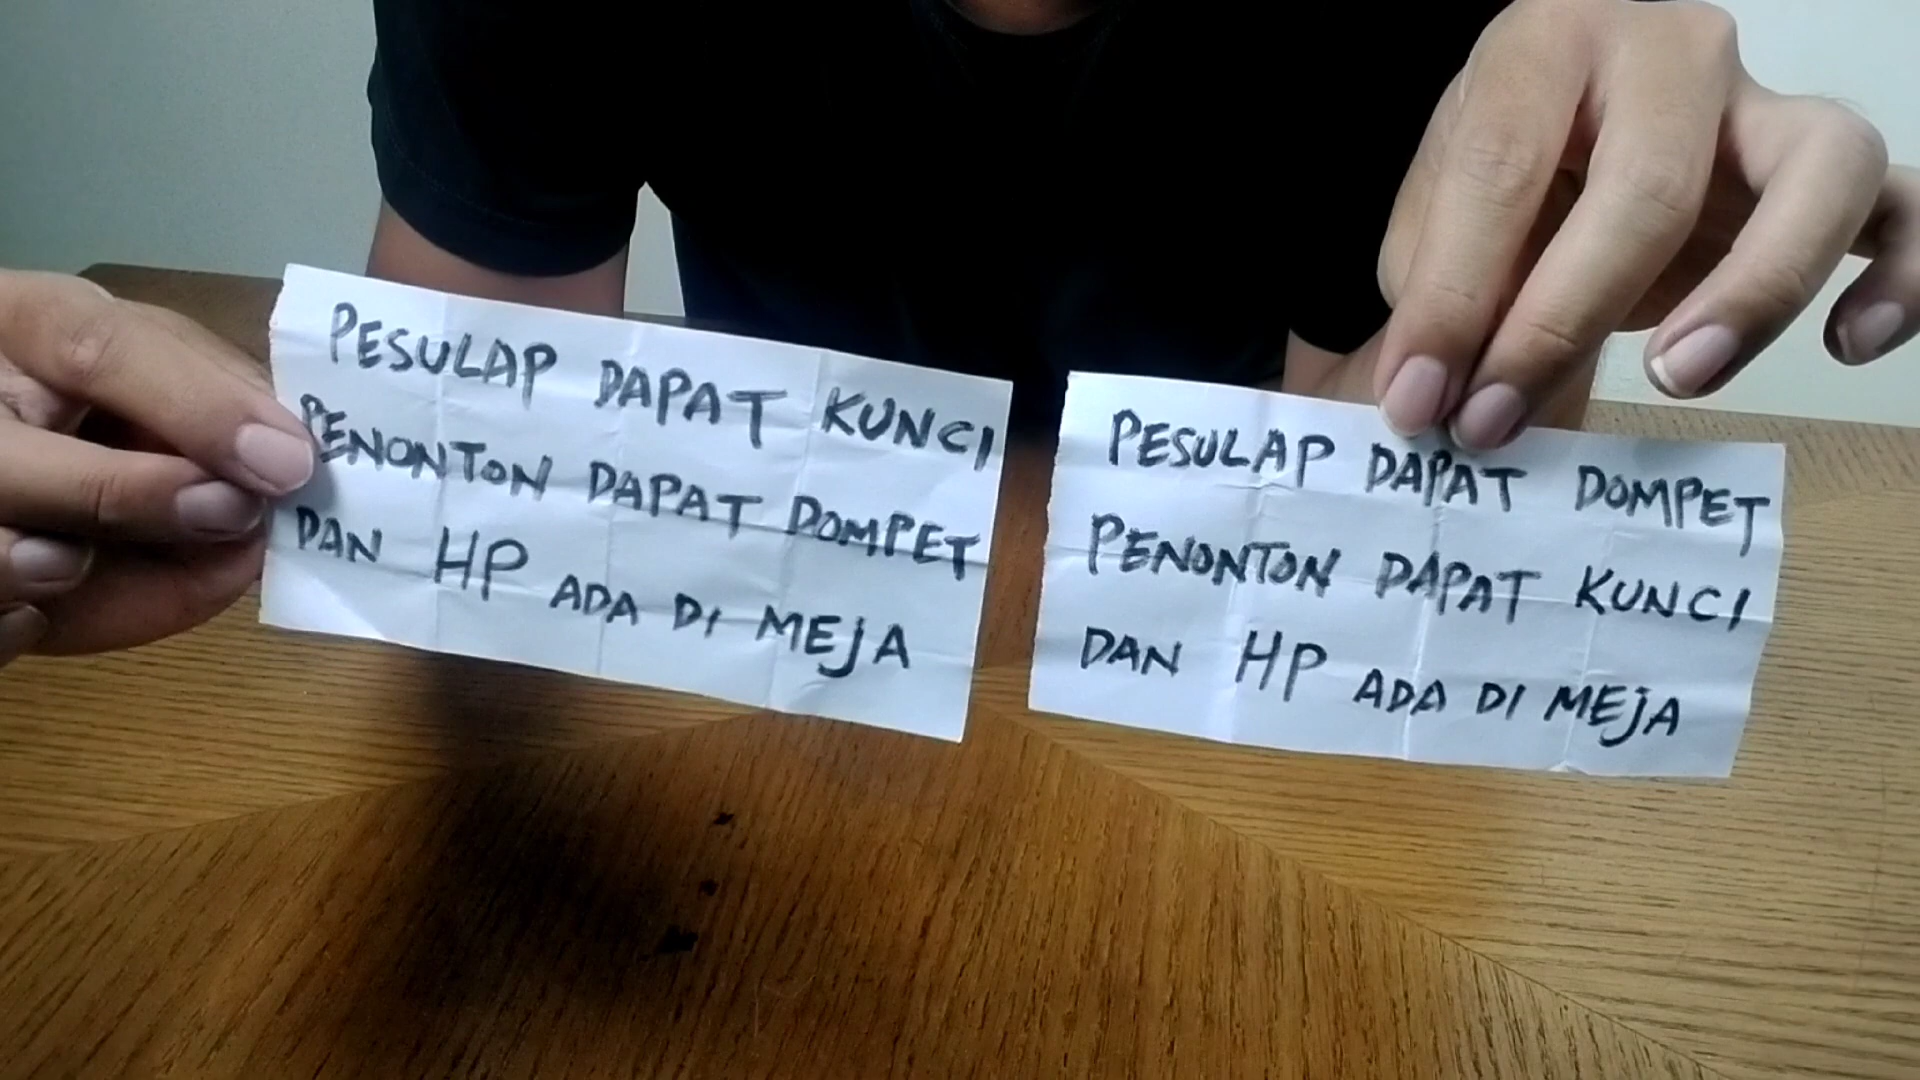 PESULAP DAPAT KUNCI
PENONTON DAPAT DOMPET
DAN HP ADA DI MEJA
PESULAP DAPAT DOMPET
PENONTON DAPAT KUNCI
DAN HP ADA DI MEJA